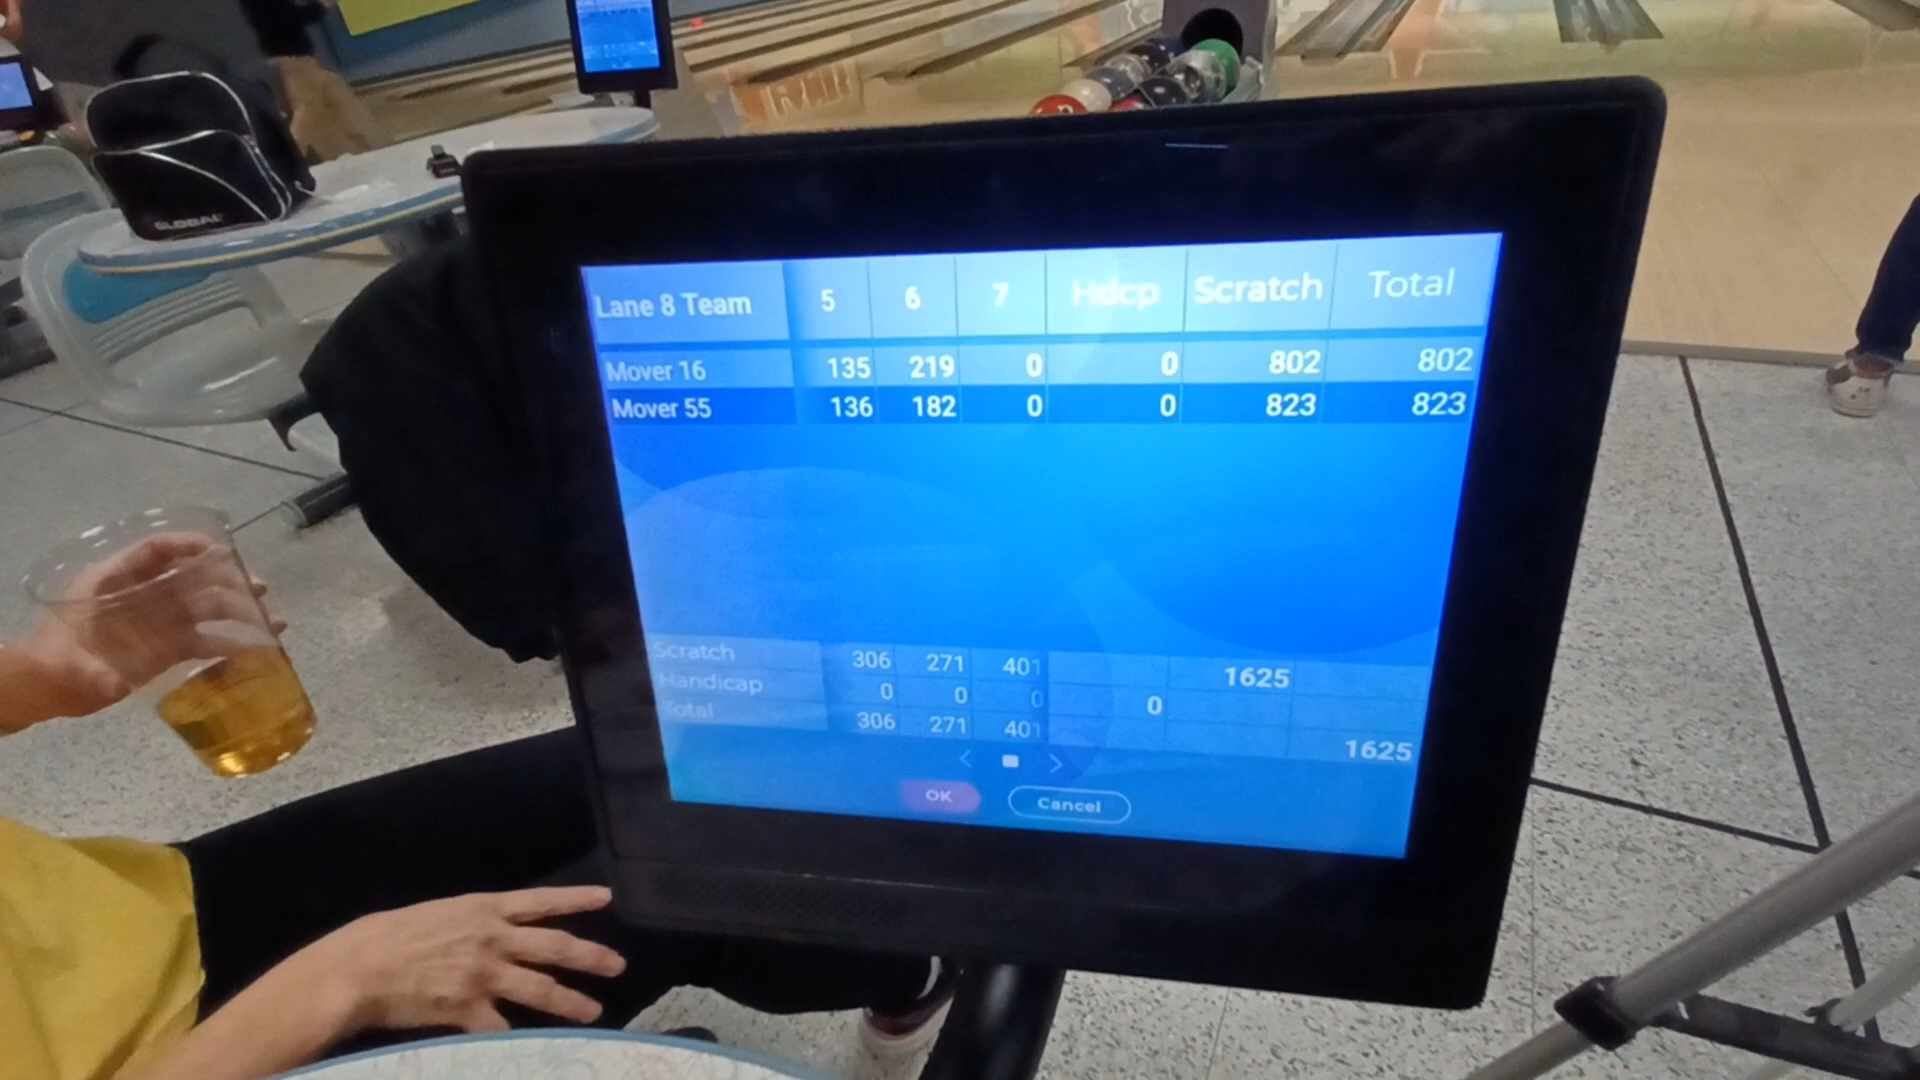 GLOBAL
Lane 8 Team 5 6 7 Hdcp Scratch Total
Mover 16 135 219 0 0 802 802
Mover 55 136 182 0 0 823 823
Scratch 306 271 401 1625
Handicap 0 0 0 0
Total 306 271 401 1625
< >
OK Cancel